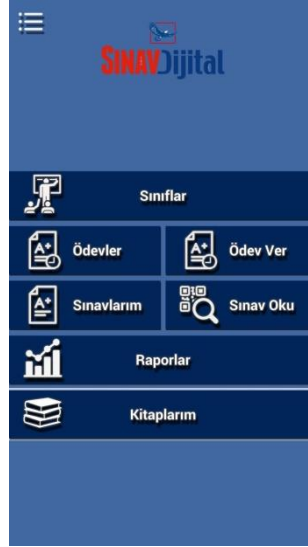 SINAVDijital
Sınıflar
Ödevler
Ödev Ver
Sınavlarım
Sınav Oku
Raporlar
Kitaplarım